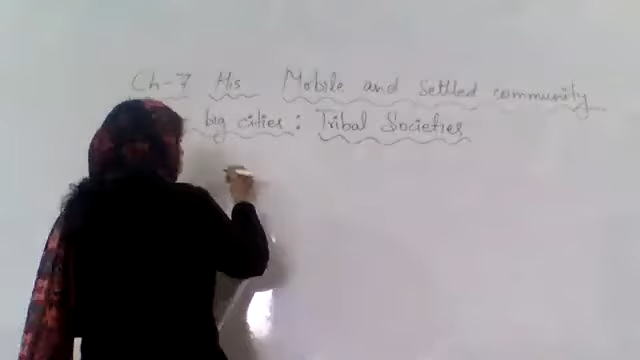 Ch-7 His Mobile and Settled community
big cities: Tribal Societies